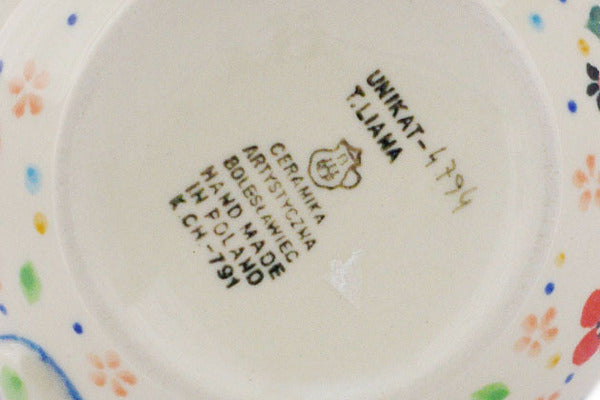 UNIKAT-4794
T.LIANA
CERAMIKA
ARTYSTYCZNA
BOLESŁAWIEC
HAND MADE
IN POLAND
K CH.-791